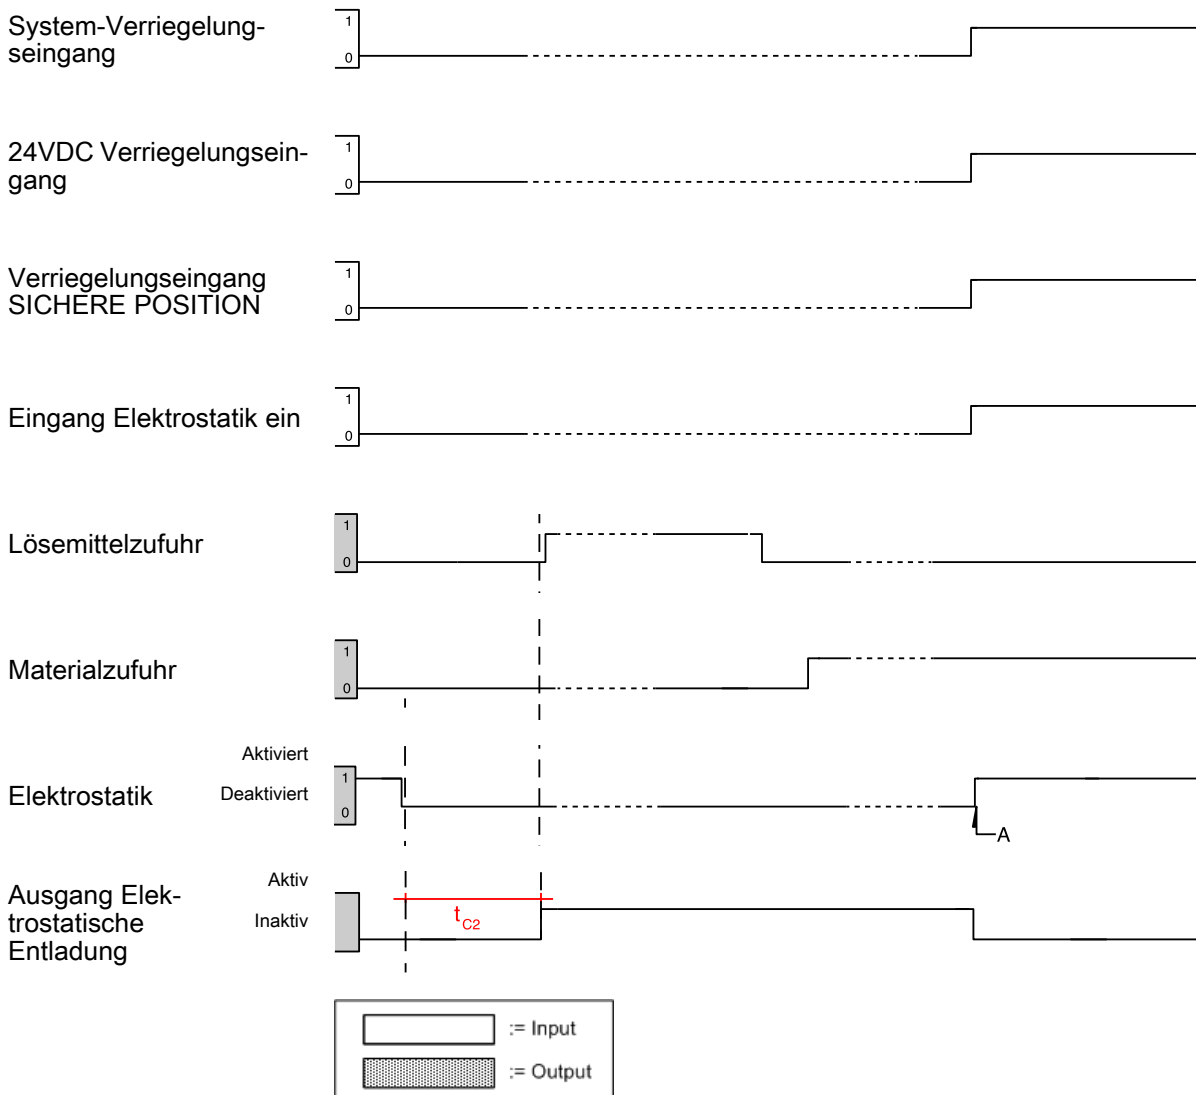 System-Verriegelung-
seingang
1
0
24VDC Verriegelungsein-
gang
1
0
Verriegelungseingang
SICHERE POSITION
1
0
Eingang Elektrostatik ein
1
0
Lösemittelzufuhr
1
0
Materialzufuhr
1
0
Elektrostatik
Aktiviert
Deaktiviert
1
0
A
Ausgang Elek-
trostatische
Entladung
Aktiv
Inaktiv
tC2
:= Input
:= Output